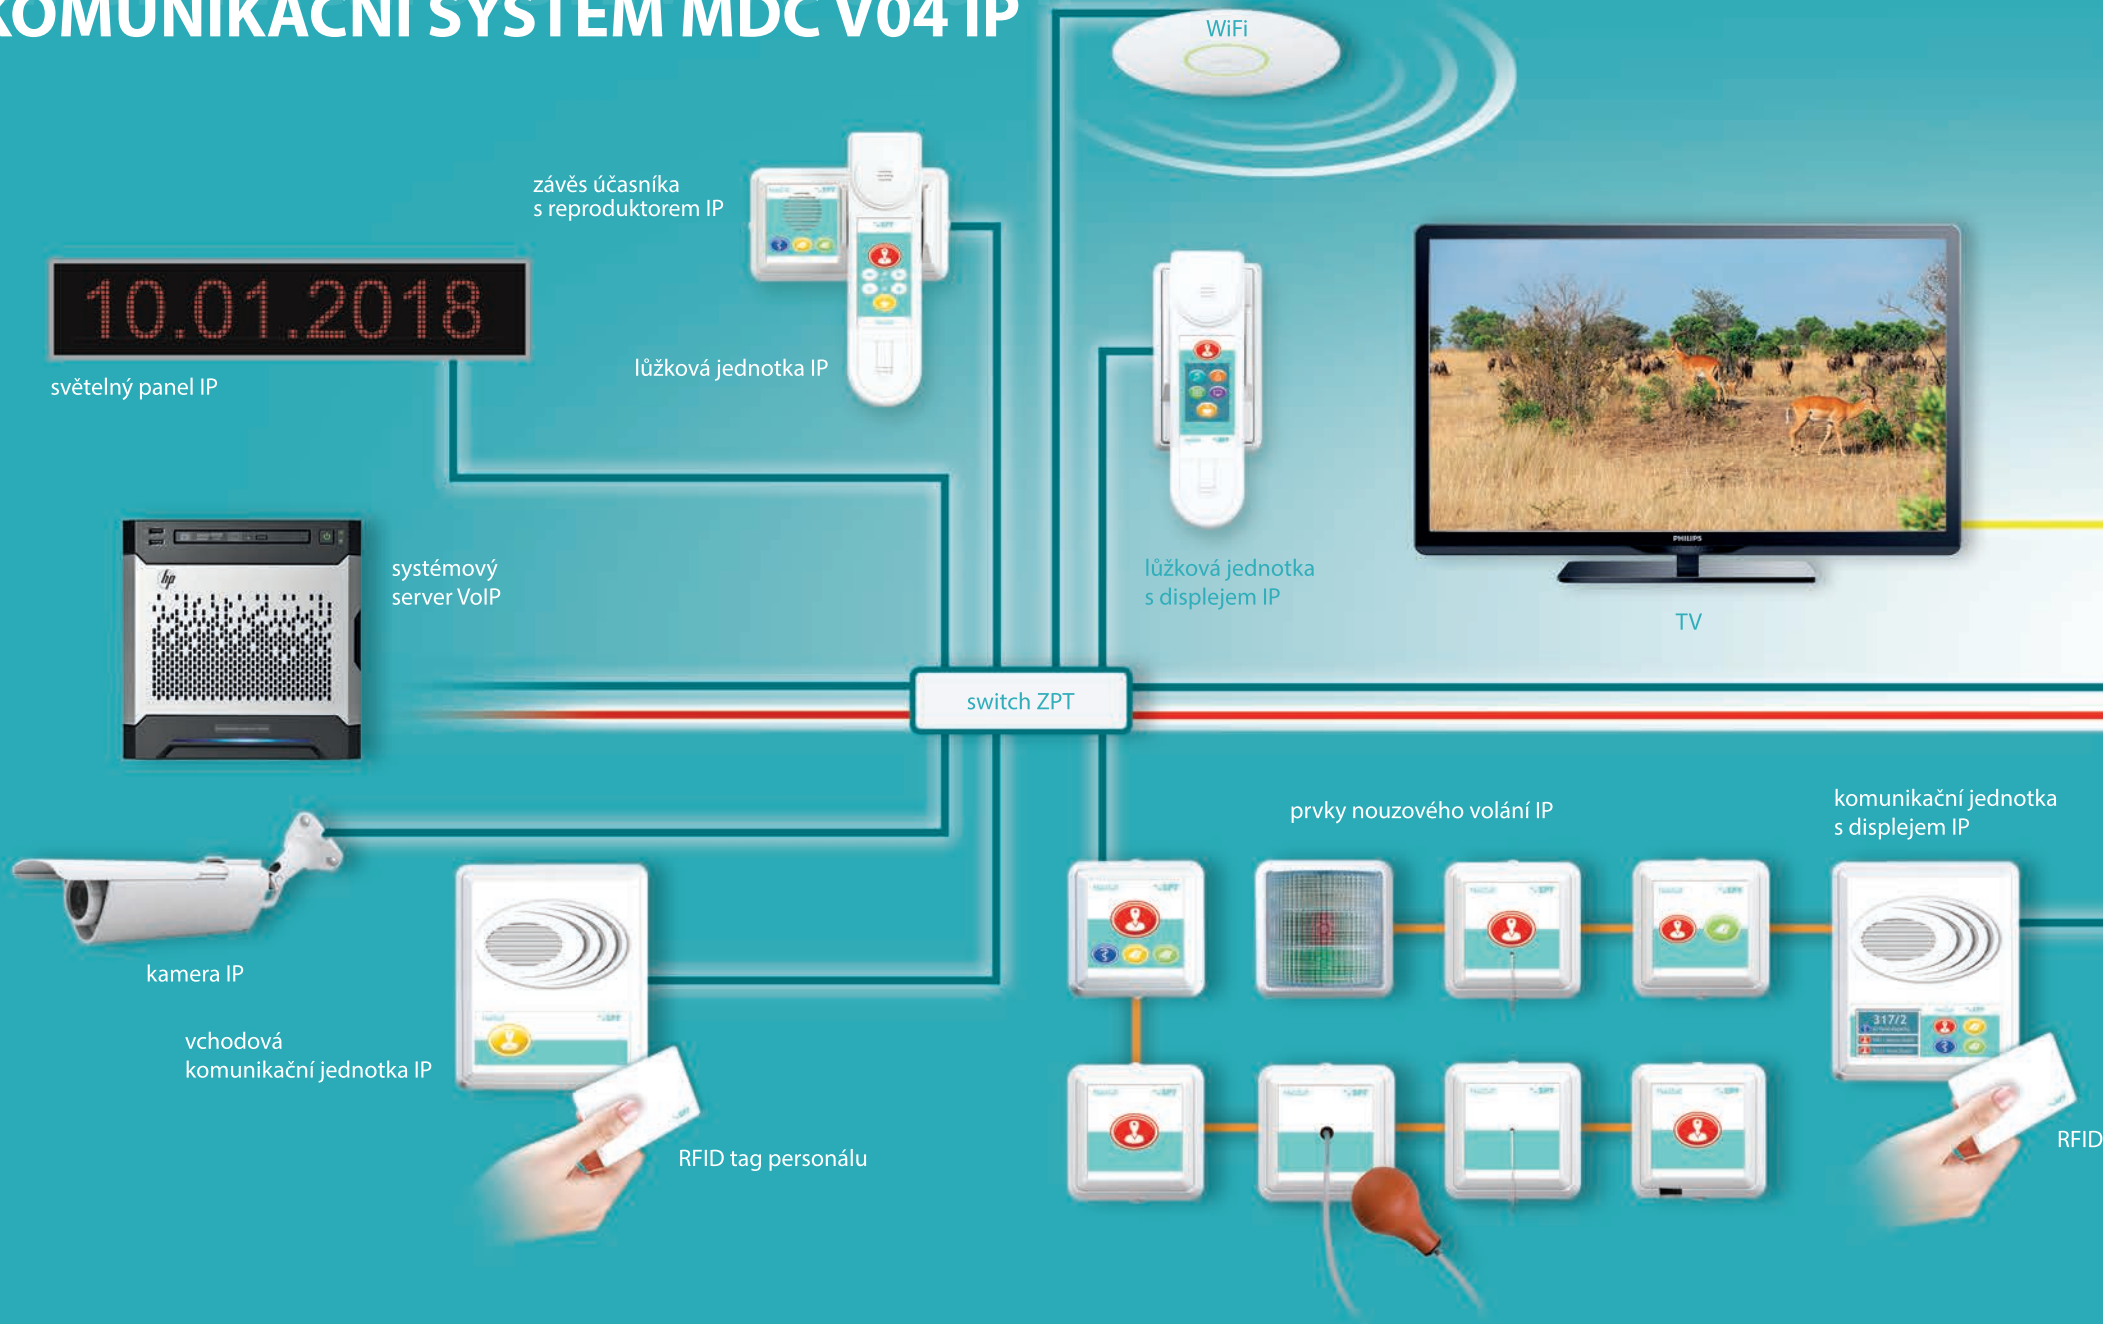 KOMUNIKAČNÍ SYSTÉM MDC V04 IP
WiFi
závěs účasníka
s reproduktorem IP
10.01.2018
světelný panel IP
lůžková jednotka IP
hp
systémový
server VoIP
lůžková jednotka
s displejem IP
PHILIPS
TV
switch ZPT
prvky nouzového volání IP
komunikační jednotka
s displejem IP
kamera IP
vchodová
komunikační jednotka IP
317/2
RFID tag personálu
RFID